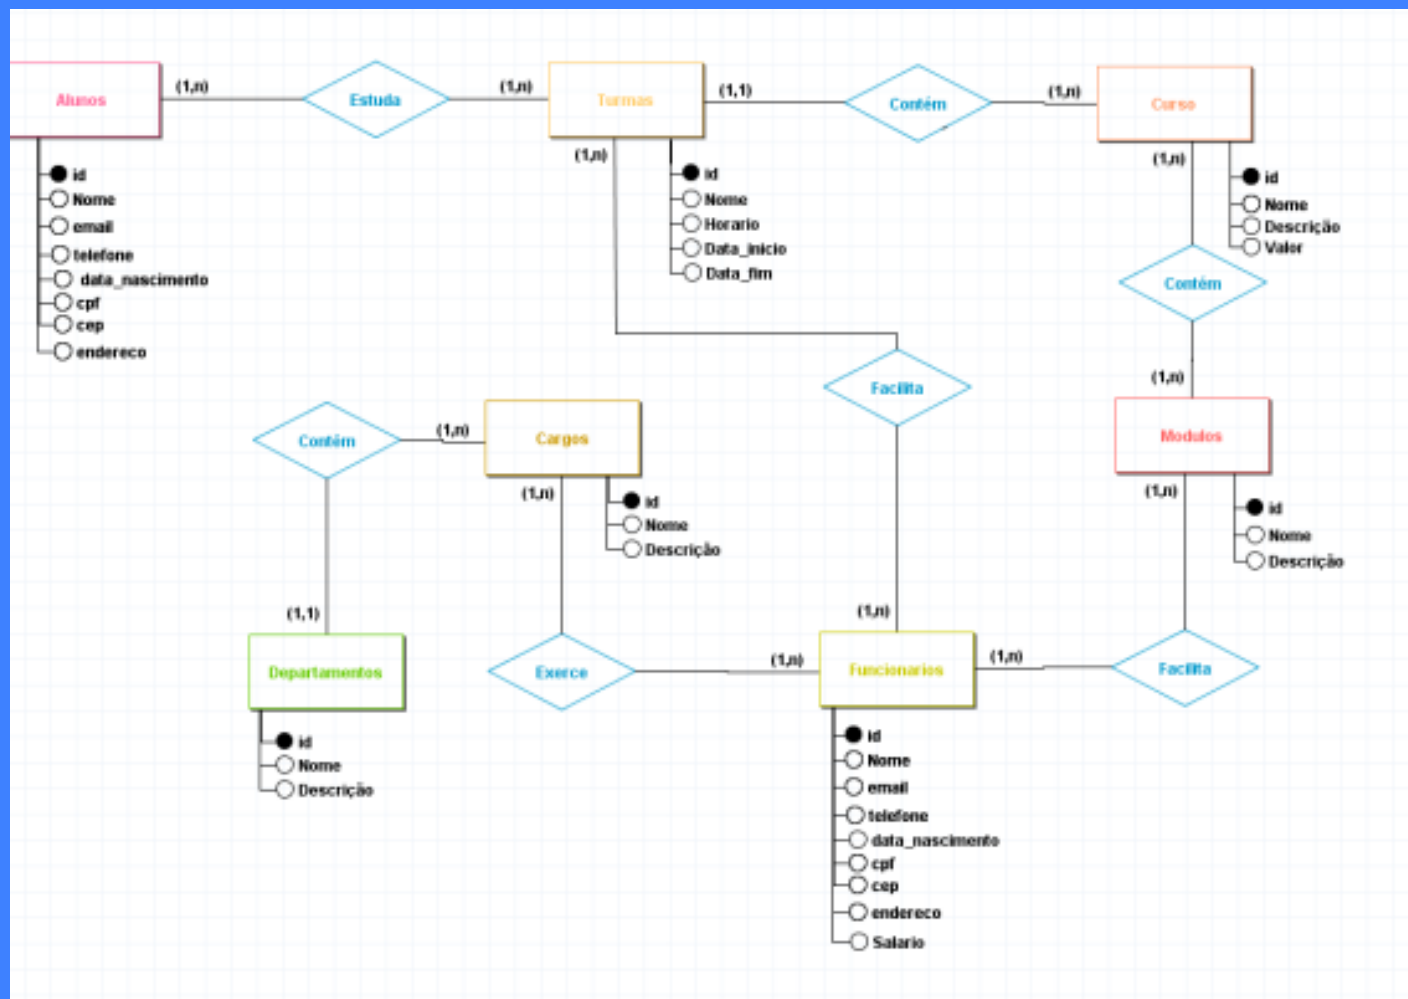 Alunos
(1,n)
Estuda
(1,n)
Turmas
(1,1)
Contém
(1,n)
Curso
id
Nome
email
telefone
data_nascimento
cpf
cep
endereco
(1,n)
id
Nome
Horario
Data_inicio
Data_fim
(1,n)
id
Nome
Descrição
Valor
Contém
(1,n)
Modulos
Facilita
Contém
(1,n)
Cargos
(1,n)
id
Nome
Descrição
(1,n)
id
Nome
Descrição
(1,1)
Departamentos
Exerce
(1,n)
(1,n)
Funcionarios
(1,n)
Facilita
id
Nome
Descrição
id
Nome
email
telefone
data_nascimento
cpf
cep
endereco
Salario